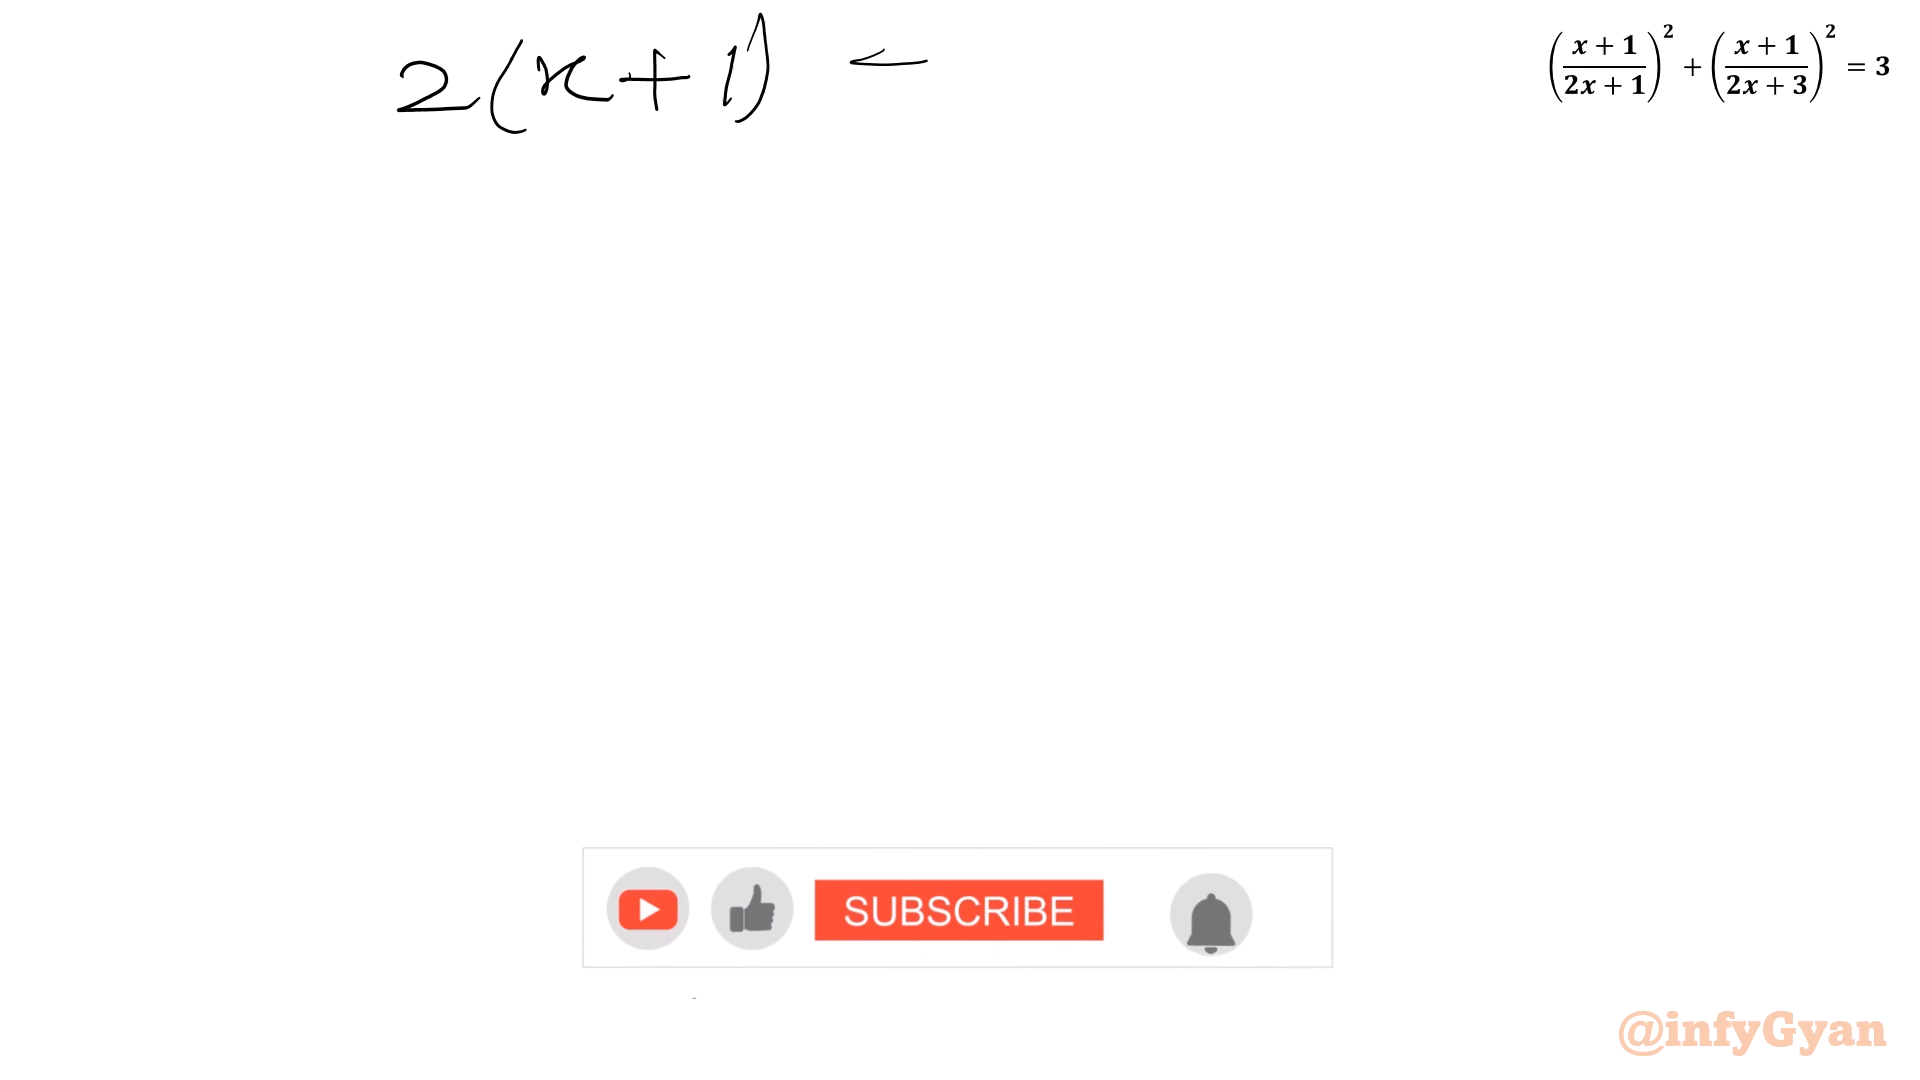 2(x+1) =
(x + 1 / 2x + 1)² + (x + 1 / 2x + 3)² = 3
SUBSCRIBE
@infyGyan